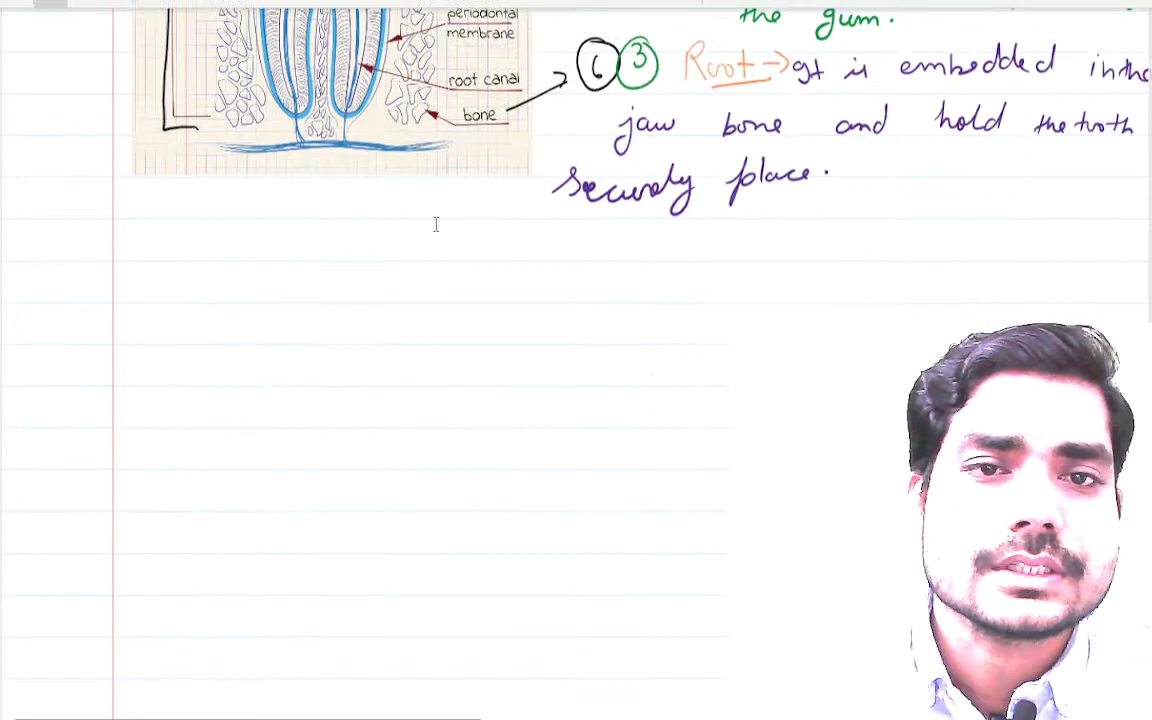 periodontal
membrane
root canal
bone
the gum.
6 3 Root → It is embedded in the
jaw bone and hold the tooth
securely place.